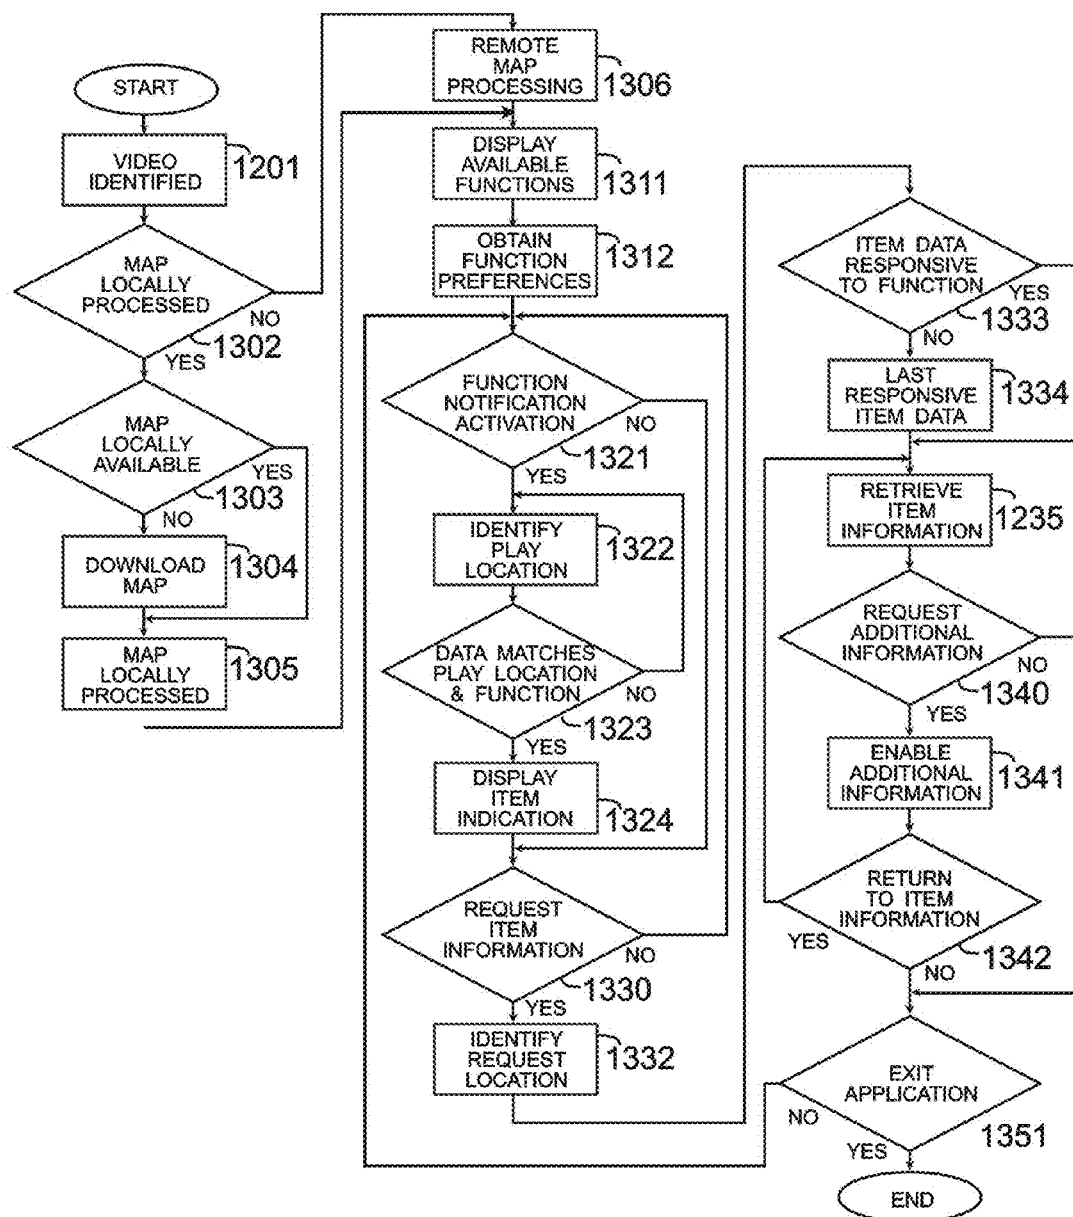 START
VIDEO
IDENTIFIED
1201
MAP
LOCALLY
PROCESSED
NO
1302
YES
MAP
LOCALLY
AVAILABLE
YES
1303
NO
DOWNLOAD
MAP
1304
MAP
LOCALLY
PROCESSED
1305
REMOTE
MAP
PROCESSING
1306
DISPLAY
AVAILABLE
FUNCTIONS
1311
OBTAIN
FUNCTION
PREFERENCES
1312
FUNCTION
NOTIFICATION
ACTIVATION
NO
1321
YES
IDENTIFY
PLAY
LOCATION
1322
DATA MATCHES
PLAY LOCATION
& FUNCTION
NO
1323
YES
DISPLAY
ITEM
INDICATION
1324
REQUEST
ITEM
INFORMATION
NO
1330
YES
IDENTIFY
REQUEST
LOCATION
1332
ITEM DATA
RESPONSIVE
TO FUNCTION
YES
1333
NO
LAST
RESPONSIVE
ITEM DATA
1334
RETRIEVE
ITEM
INFORMATION
1235
REQUEST
ADDITIONAL
INFORMATION
NO
1340
YES
ENABLE
ADDITIONAL
INFORMATION
1341
RETURN
TO ITEM
INFORMATION
YES
1342
NO
EXIT
APPLICATION
NO
1351
YES
END